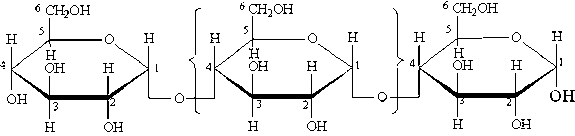 6 CH₂OH 6 CH₂OH 6 CH₂OH
H 5 O H H 5 O H H 5 O H
H H H
4 OH H 1 4 OH H 1 4 OH H 1
OH 3 2 O 3 2 O 3 2 OH
H OH H OH H OH